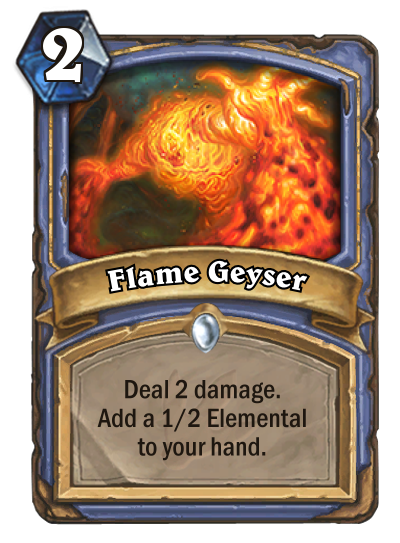 2
Flame Geyser
Deal 2 damage.
Add a 1/2 Elemental
to your hand.